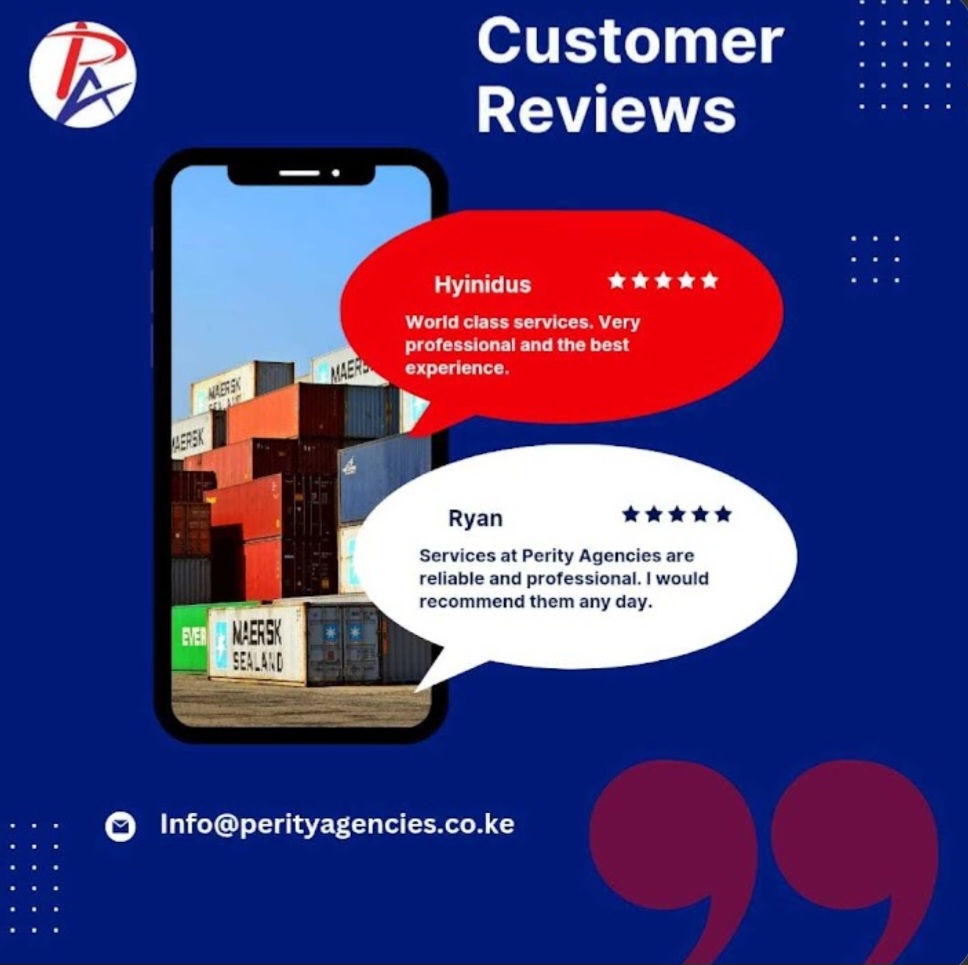 PA
Customer
Reviews
Hyinidus
World class services. Very
professional and the best
experience.
MAERSK
MAERSK
MAERSK
Ryan
Services at Perity Agencies are
reliable and professional. I would
recommend them any day.
EVER
MAERSK
SEALAND
Info@perityagencies.co.ke